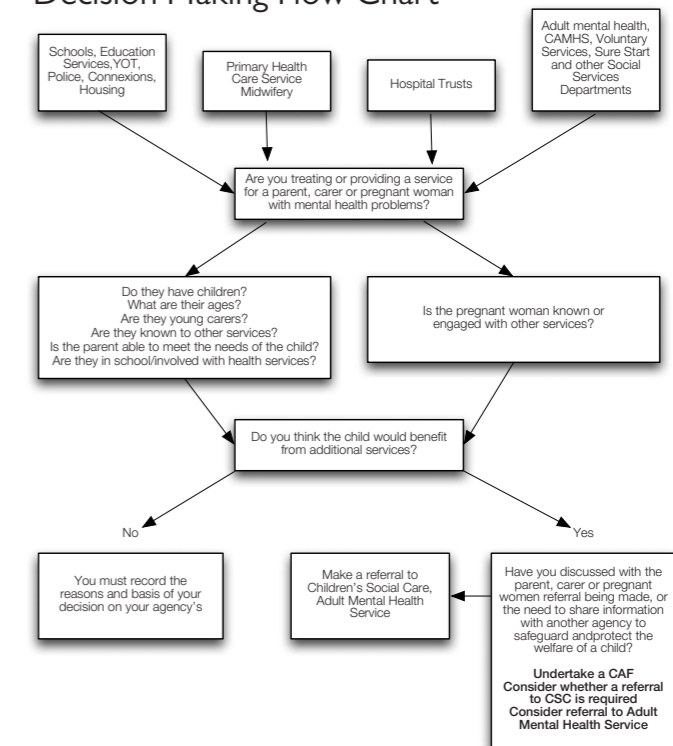 Decision Making Flow Chart
Schools, Education
Services,YOT,
Police, Connexions,
Housing
Primary Health
Care Service
Midwifery
Hospital Trusts
Adult mental health,
CAMHS, Voluntary
Services, Sure Start
and other Social
Services
Departments
Are you treating or providing a service
for a parent, carer or pregnant woman
with mental health problems?
Do they have children?
What are their ages?
Are they young carers?
Are they known to other services?
Is the parent able to meet the needs of the child?
Are they in school/involved with health services?
Is the pregnant woman known or
engaged with other services?
Do you think the child would benefit
from additional services?
No
Yes
You must record the
reasons and basis of your
decision on your agency's
Make a referral to
Children's Social Care,
Adult Mental Health
Service
Have you discussed with the
parent, carer or pregnant
women referral being made, or
the need to share information
with another agency to
safeguard andprotect the
welfare of a child?
Undertake a CAF
Consider whether a referral
to CSC is required
Consider referral to Adult
Mental Health Service